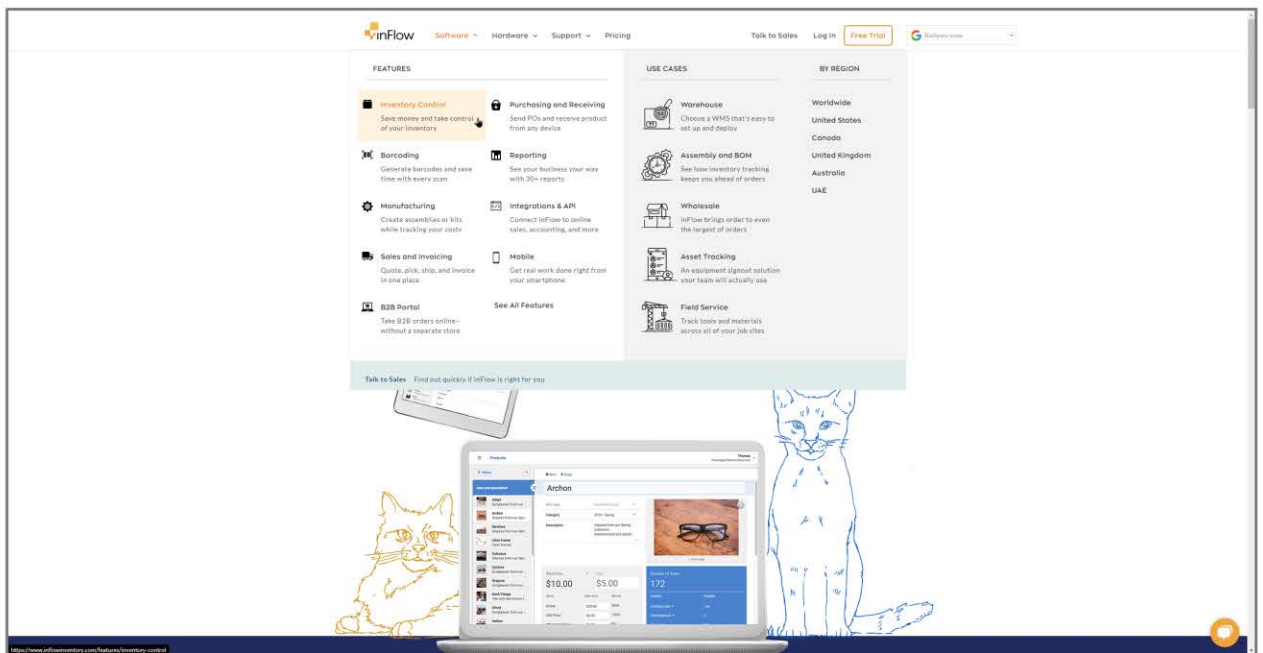 inFlow
Software
Hardware
Support
Pricing
Talk to Sales
Log In
Free Trial
FEATURES
Inventory Control
Save money and take control
of your inventory
Purchasing and Receiving
Send POs and receive product
from any device
Barcoding
Generate barcodes and save
time with every scan
Reporting
See your business your way
with 30+ reports
Manufacturing
Create assemblies or kits
while tracking your costs
Integrations & API
Connect inFlow to online
sales, accounting, and more
Sales and Invoicing
Quote, pick, ship, and invoice
in one place
Mobile
Get real work done right from
your smartphone
B2B Portal
Take B2B orders online–
without a separate store
See All Features
USE CASES
Warehouse
Choose a WMS that's easy to
set up and deploy
Assembly and BOM
See how inventory tracking
keeps you ahead of orders
Wholesale
inFlow brings order to even
the largest of orders
Asset Tracking
An equipment signout solution
your team will actually use
Field Service
Track tools and materials
across all of your job sites
BY REGION
Worldwide
United States
Canada
United Kingdom
Australia
UAE
Talk to Sales Find out quickly if inFlow is right for you
Products
Thomas
Archon
Category
Description
$10.00
$5.00
172
https://www.inflowinventory.com/features/inventory-control